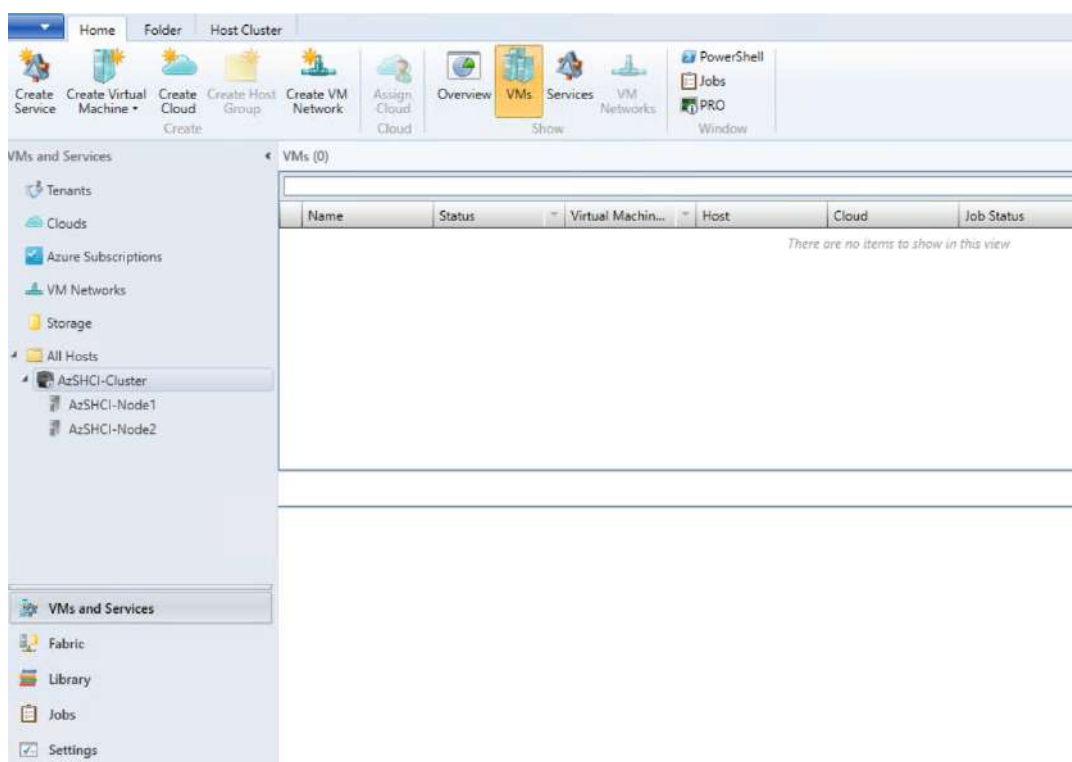 Home Folder Host Cluster
Create Service
Create Virtual Machine
Create Cloud
Create Host Group
Create VM Network
Assign Cloud
Overview
VMs
Services
VM Networks
PowerShell
Jobs
PRO
Create Cloud Show Window
VMs and Services
VMs (0)
Name Status Virtual Machin... Host Cloud Job Status
There are no items to show in this view
Tenants
Clouds
Azure Subscriptions
VM Networks
Storage
All Hosts
AzSHCI-Cluster
AzSHCI-Node1
AzSHCI-Node2
VMs and Services
Fabric
Library
Jobs
Settings